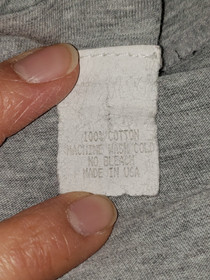 100% COTTON
MACHINE WASH COLD
NO BLEACH
MADE IN USA